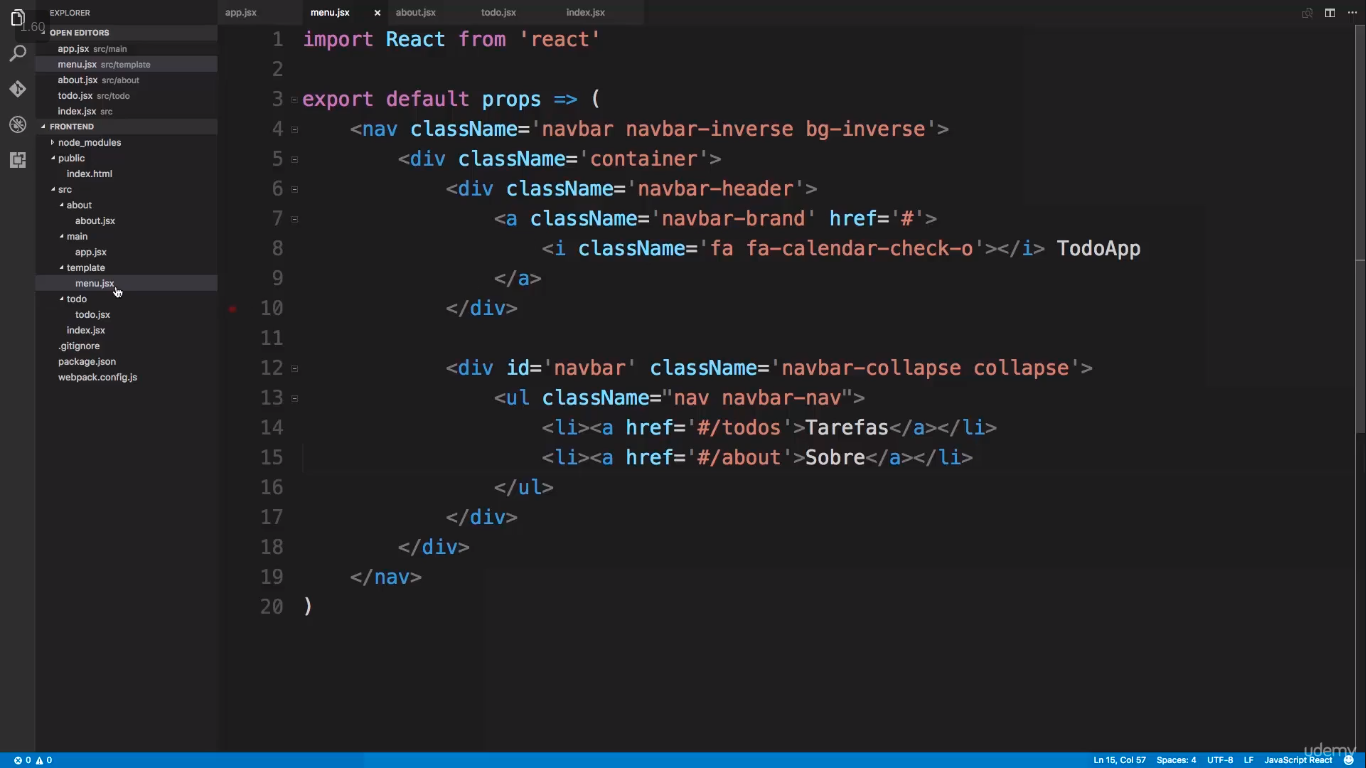 EXPLORER
1.60
OPEN EDITORS
app.jsx src/main
menu.jsx src/template
about.jsx src/about
todo.jsx src/todo
index.jsx src
FRONTEND
node_modules
public
index.html
src
about
about.jsx
main
app.jsx
template
menu.jsx
todo
todo.jsx
index.jsx
.gitignore
package.json
webpack.config.js
app.jsx menu.jsx × about.jsx todo.jsx index.jsx
1 import React from 'react'
2
3 export default props => (
4 <nav className='navbar navbar-inverse bg-inverse'>
5 <div className='container'>
6 <div className='navbar-header'>
7 <a className='navbar-brand' href='#'>
8 <i className='fa fa-calendar-check-o'></i> TodoApp
9 </a>
10 </div>
11
12 <div id='navbar' className='navbar-collapse collapse'>
13 <ul className="nav navbar-nav">
14 <li><a href='#/todos'>Tarefas</a></li>
15 <li><a href='#/about'>Sobre</a></li>
16 </ul>
17 </div>
18 </div>
19 </nav>
20 )
udemy
0 0 Ln 15, Col 57 Spaces: 4 UTF-8 LF JavaScript React